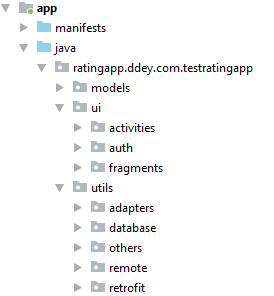 app
manifests
java
ratingapp.ddey.com.testratingapp
models
ui
activities
auth
fragments
utils
adapters
database
others
remote
retrofit